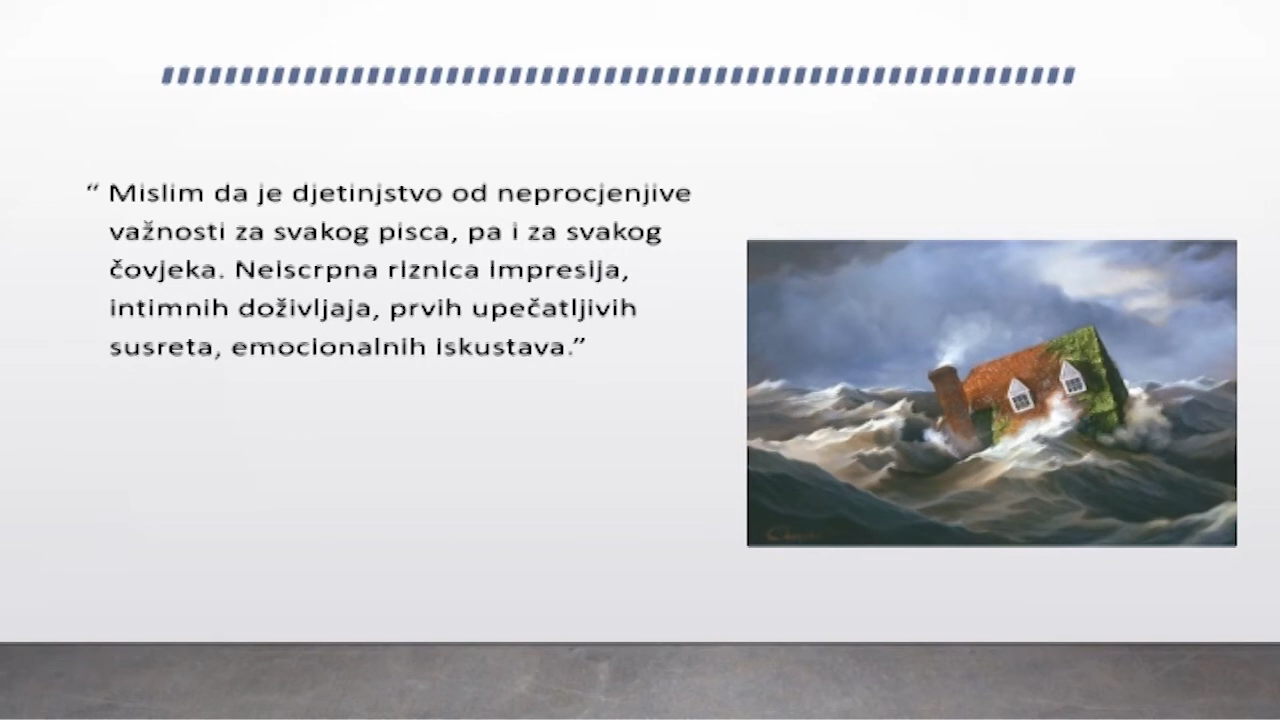 “ Mislim da je djetinjstvo od neprocjenjive
važnosti za svakog pisca, pa i za svakog
čovjeka. Neiscrpna riznica impresija,
intimnih doživljaja, prvih upečatljivih
susreta, emocionalnih iskustava.”